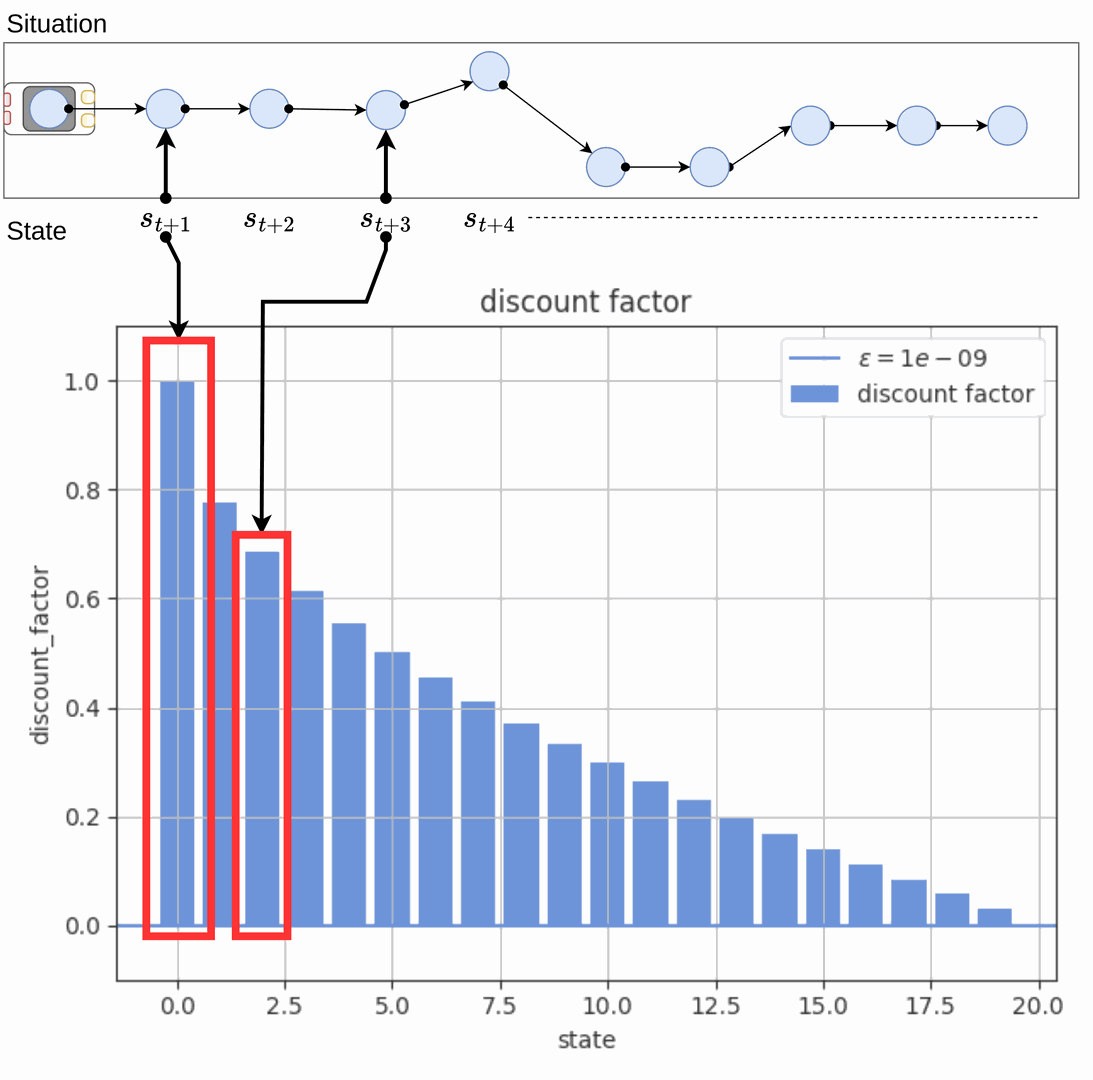 Situation
State
s_{t+1} s_{t+2} s_{t+3} s_{t+4}
discount factor
ε = 1e − 09
discount factor
discount_factor
1.0
0.8
0.6
0.4
0.2
0.0
0.0 2.5 5.0 7.5 10.0 12.5 15.0 17.5 20.0
state